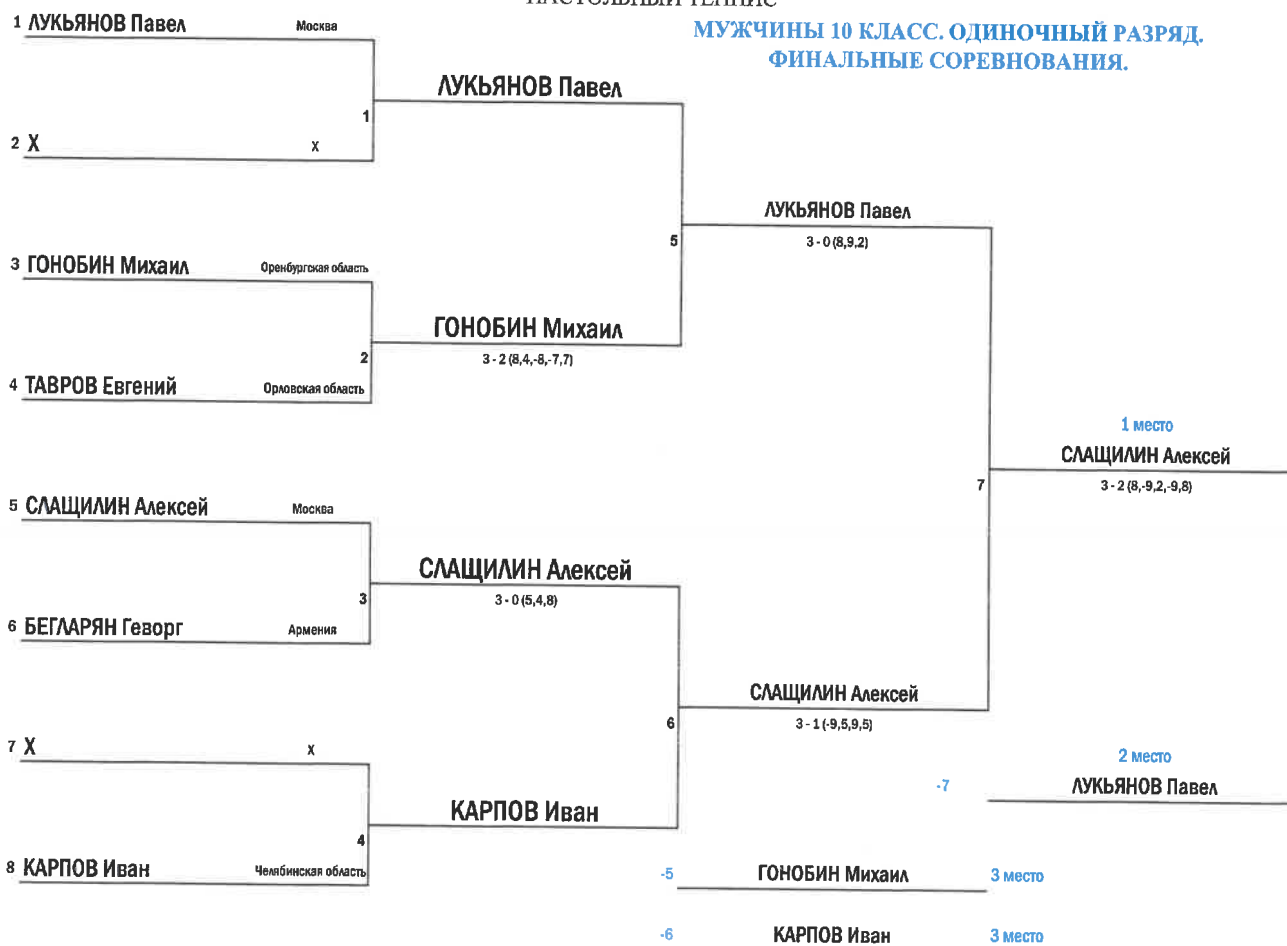 НАСТОЛЬНЫЙ ТЕННИС
МУЖЧИНЫ 10 КЛАСС. ОДИНОЧНЫЙ РАЗРЯД.
ФИНАЛЬНЫЕ СОРЕВНОВАНИЯ.
1 ЛУКЬЯНОВ Павел Москва
ЛУКЬЯНОВ Павел
1
2 X x
ЛУКЬЯНОВ Павел
5 3 - 0 (8,9,2)
3 ГОНОБИН Михаил Оренбургская область
ГОНОБИН Михаил
2 3 - 2 (8,4,-8,-7,7)
4 ТАВРОВ Евгений Орловская область
1 место
СЛАЩИЛИН Алексей
7 3 - 2 (8,-9,2,-9,8)
5 СЛАЩИЛИН Алексей Москва
СЛАЩИЛИН Алексей
3 3 - 0 (5,4,8)
6 БЕГЛАРЯН Геворг Армения
СЛАЩИЛИН Алексей
6 3 - 1 (-9,5,9,5)
7 X x
2 место
-7 ЛУКЬЯНОВ Павел
КАРПОВ Иван
4
8 КАРПОВ Иван Челябинская область
-5 ГОНОБИН Михаил 3 место
-6 КАРПОВ Иван 3 место